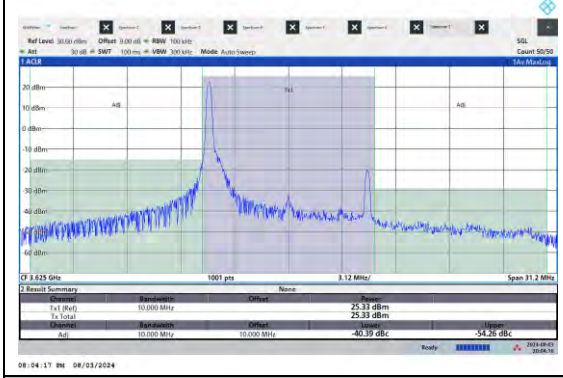 Ref Level 30.00 dBm Offset 9.00 dB RBW 100 kHz SGL
Att 30 dB SWT 100 ms VBW 300 kHz Mode Auto Sweep Count 50/50
1 ACLR 1Av MaxLog
Tx1
20 dBm
10 dBm Adj Adj
0 dBm
-10 dBm
-20 dBm
-30 dBm
-40 dBm
-60 dBm
CF 3.625 GHz 1001 pts 3.12 MHz/ Span 31.2 MHz
2 Result Summary None
Channel Bandwidth Offset Power
Tx1 (Ref) 10.000 MHz 25.33 dBm
Tx Total 25.33 dBm
Channel Bandwidth Offset Lower Upper
Adj 10.000 MHz 10.000 MHz -40.39 dBc -54.26 dBc
Ready
08:04:17 PM 08/03/2024